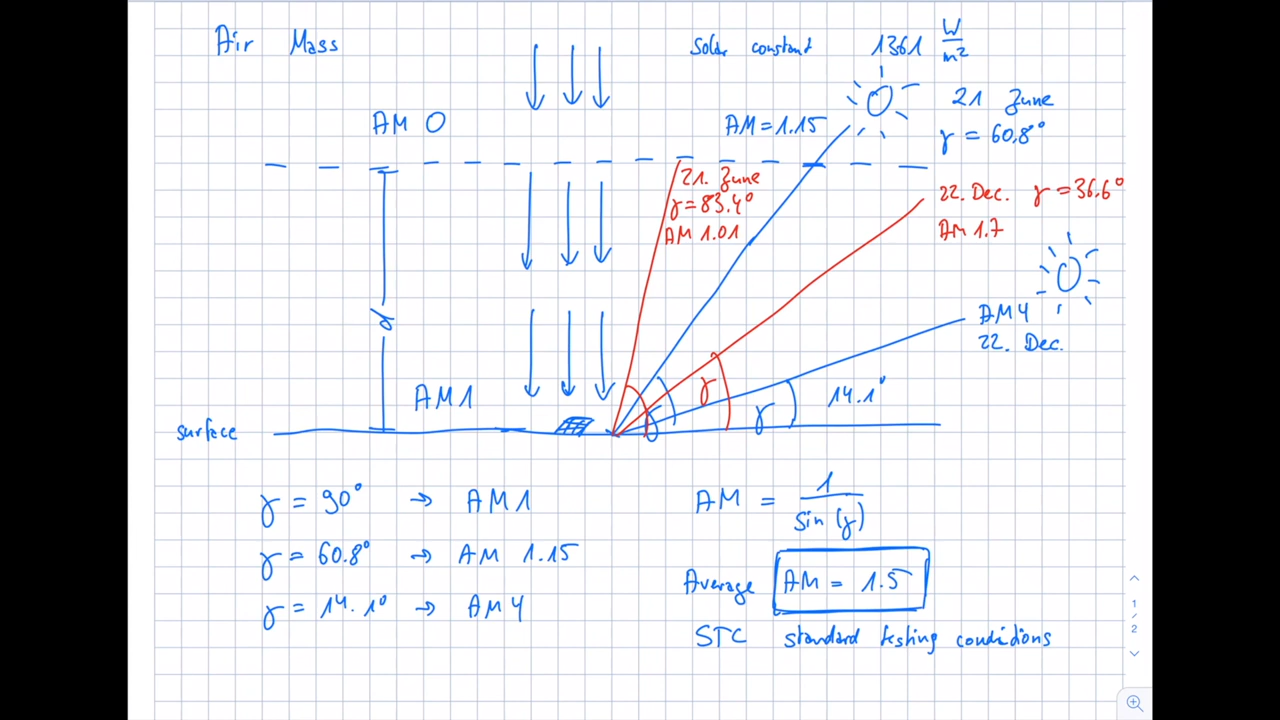 Air Mass
Solar constant 1361 W/m²
AM 0
AM = 1.15
21 June
γ = 60.8°
21. June
γ = 83.4°
AM 1.01
22. Dec. γ = 36.6°
AM 1.7
AM 4
22. Dec.
AM 1
γ
γ
14.1°
surface
γ = 90° → AM 1
γ = 60.8° → AM 1.15
γ = 14.1° → AM 4
AM = 1/sin(γ)
Average AM = 1.5
STC standard testing conditions
1
/
2